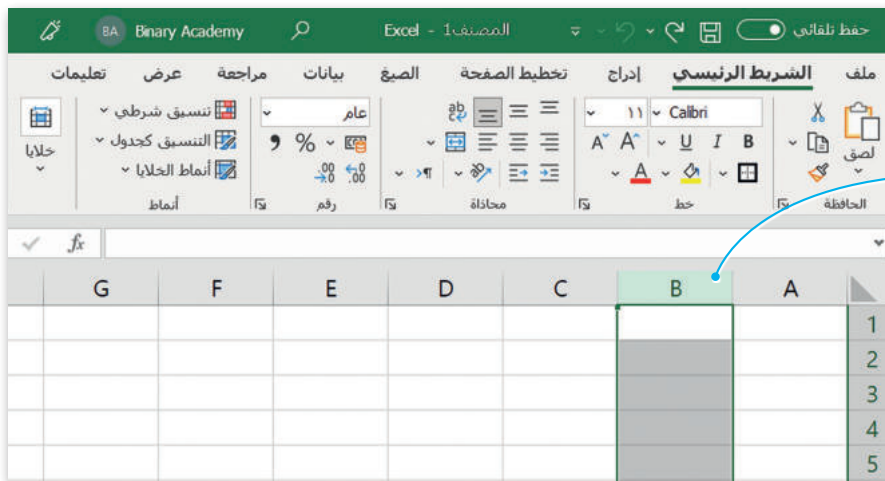 حفظ تلقائي المصنف1 - Excel Binary Academy BA
ملف الشريط الرئيسي إدراج تخطيط الصفحة الصيغ بيانات مراجعة عرض تعليمات
Calibri ١١ عام تنسيق شرطي
لصق B I U % التنسيق كجدول خلايا
A A أنماط الخلايا
الحافظة خط محاذاة رقم أنماط
fx
A B C D E F G
1
2
3
4
5